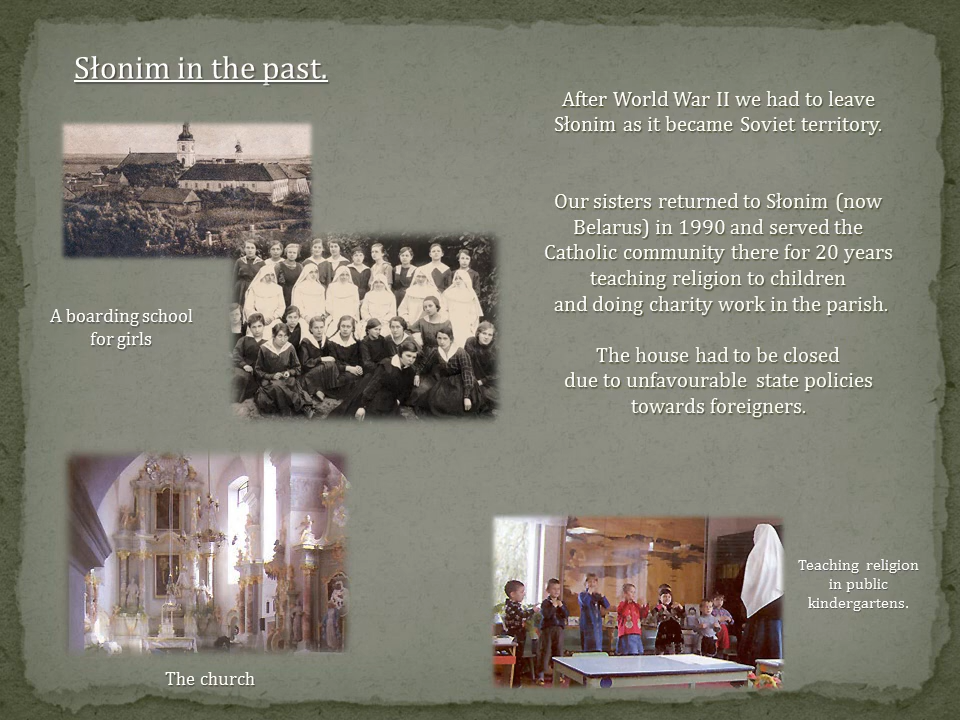 Słonim in the past.
After World War II we had to leave
Słonim as it became Soviet territory.
Our sisters returned to Słonim (now
Belarus) in 1990 and served the
Catholic community there for 20 years
teaching religion to children
and doing charity work in the parish.
The house had to be closed
due to unfavourable state policies
towards foreigners.
A boarding school
for girls
The church
Teaching religion
in public
kindergartens.